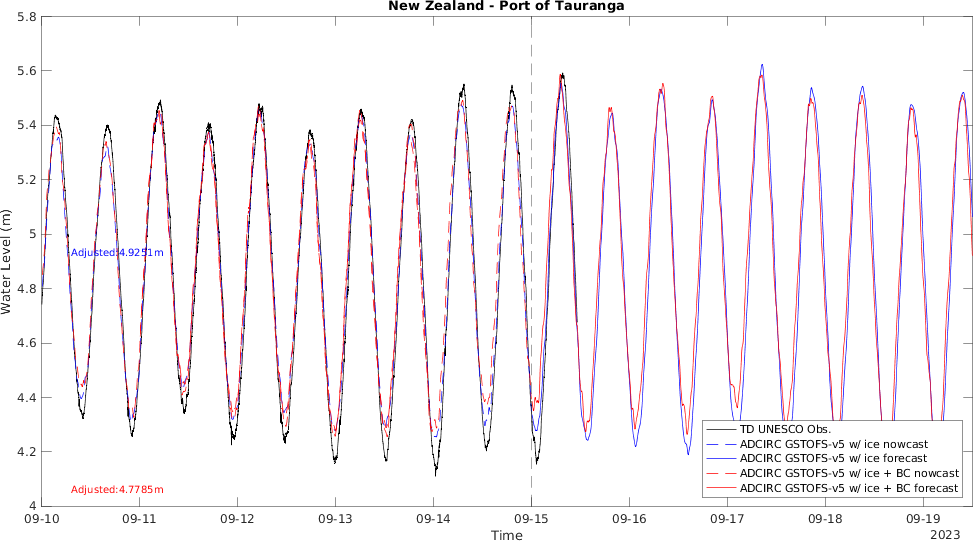 New Zealand - Port of Tauranga
5.8
5.6
5.4
5.2
5
4.8
4.6
4.4
4.2
4
Water Level (m)
Adjusted:4.9251m
Adjusted:4.7785m
TD UNESCO Obs.
ADCIRC GSTOFS-v5 w/ ice nowcast
ADCIRC GSTOFS-v5 w/ ice forecast
ADCIRC GSTOFS-v5 w/ ice + BC nowcast
ADCIRC GSTOFS-v5 w/ ice + BC forecast
09-10 09-11 09-12 09-13 09-14 09-15 09-16 09-17 09-18 09-19
Time
2023